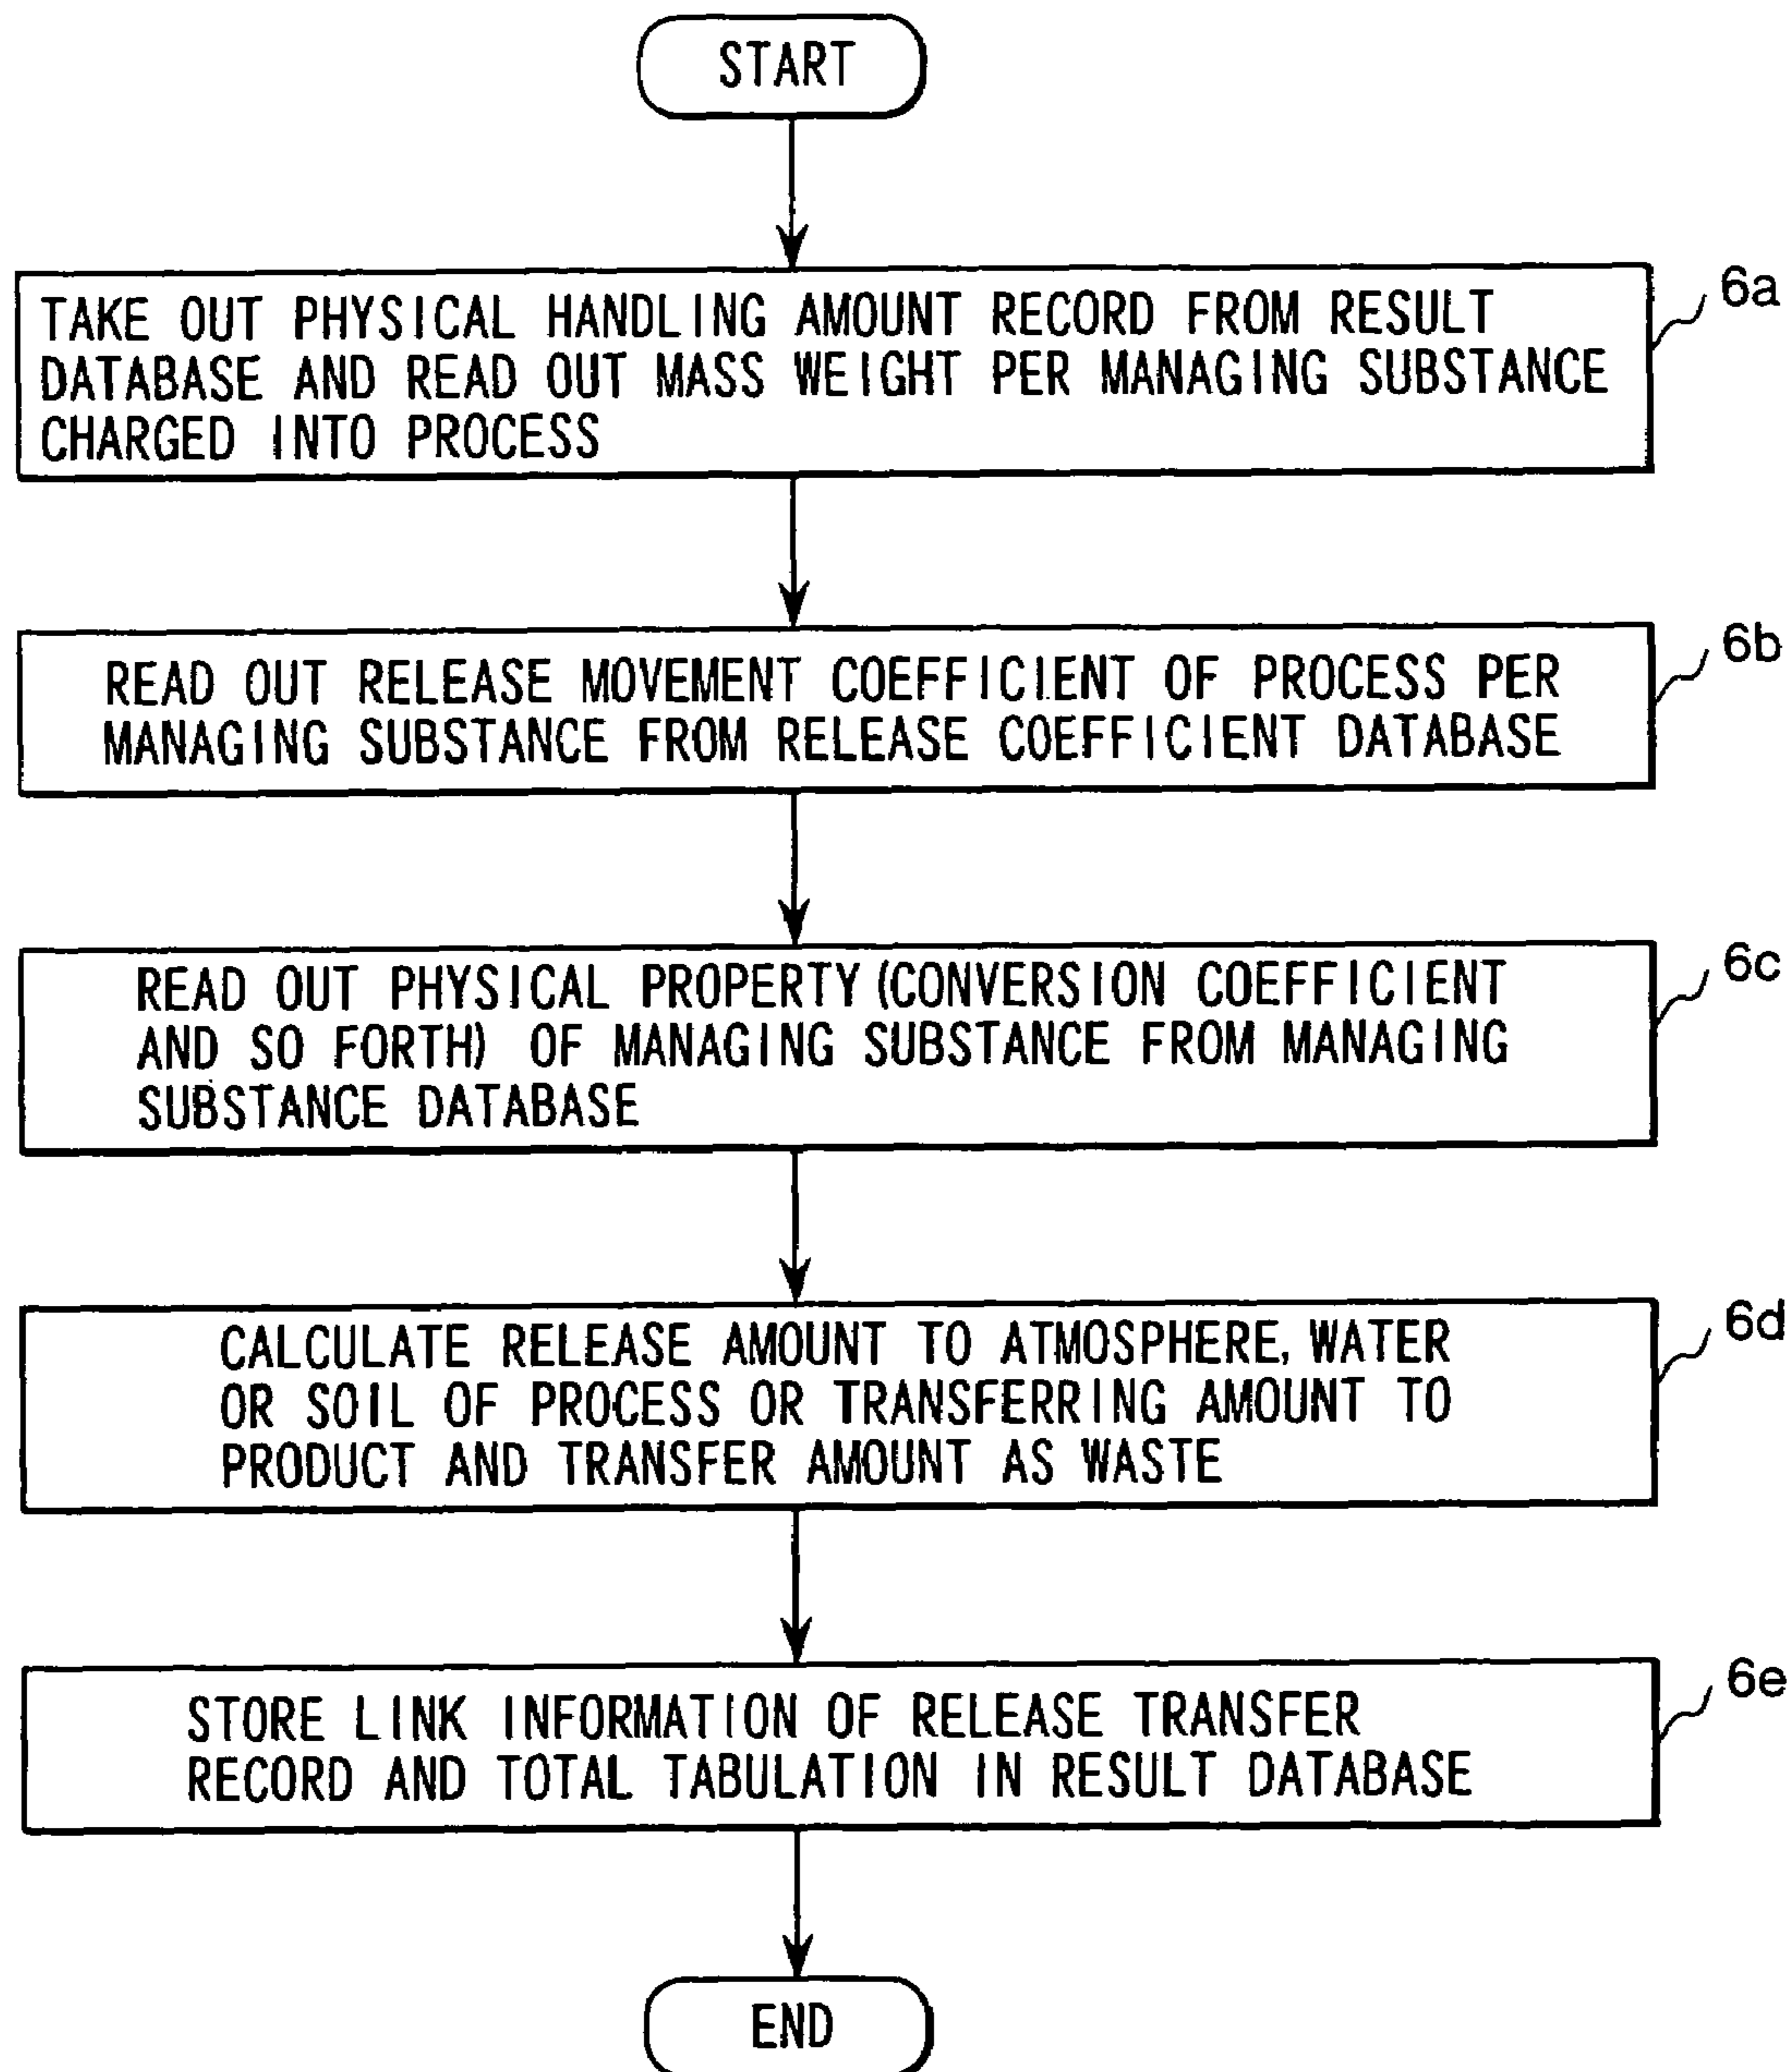 START
TAKE OUT PHYSICAL HANDLING AMOUNT RECORD FROM RESULT
DATABASE AND READ OUT MASS WEIGHT PER MANAGING SUBSTANCE
CHARGED INTO PROCESS
6a
READ OUT RELEASE MOVEMENT COEFFICIENT OF PROCESS PER
MANAGING SUBSTANCE FROM RELEASE COEFFICIENT DATABASE
6b
READ OUT PHYSICAL PROPERTY (CONVERSION COEFFICIENT
AND SO FORTH) OF MANAGING SUBSTANCE FROM MANAGING
SUBSTANCE DATABASE
6c
CALCULATE RELEASE AMOUNT TO ATMOSPHERE, WATER
OR SOIL OF PROCESS OR TRANSFERRING AMOUNT TO
PRODUCT AND TRANSFER AMOUNT AS WASTE
6d
STORE LINK INFORMATION OF RELEASE TRANSFER
RECORD AND TOTAL TABULATION IN RESULT DATABASE
6e
END